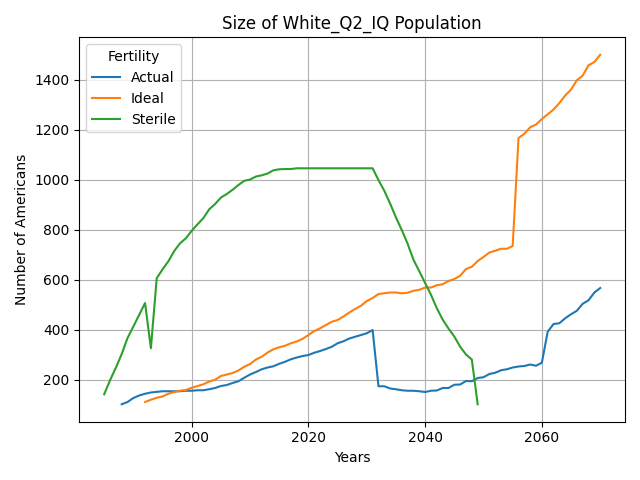 Size of White_Q2_IQ Population
Fertility
Actual
Ideal
Sterile
Number of Americans
1400
1200
1000
800
600
400
200
2000
2020
2040
2060
Years